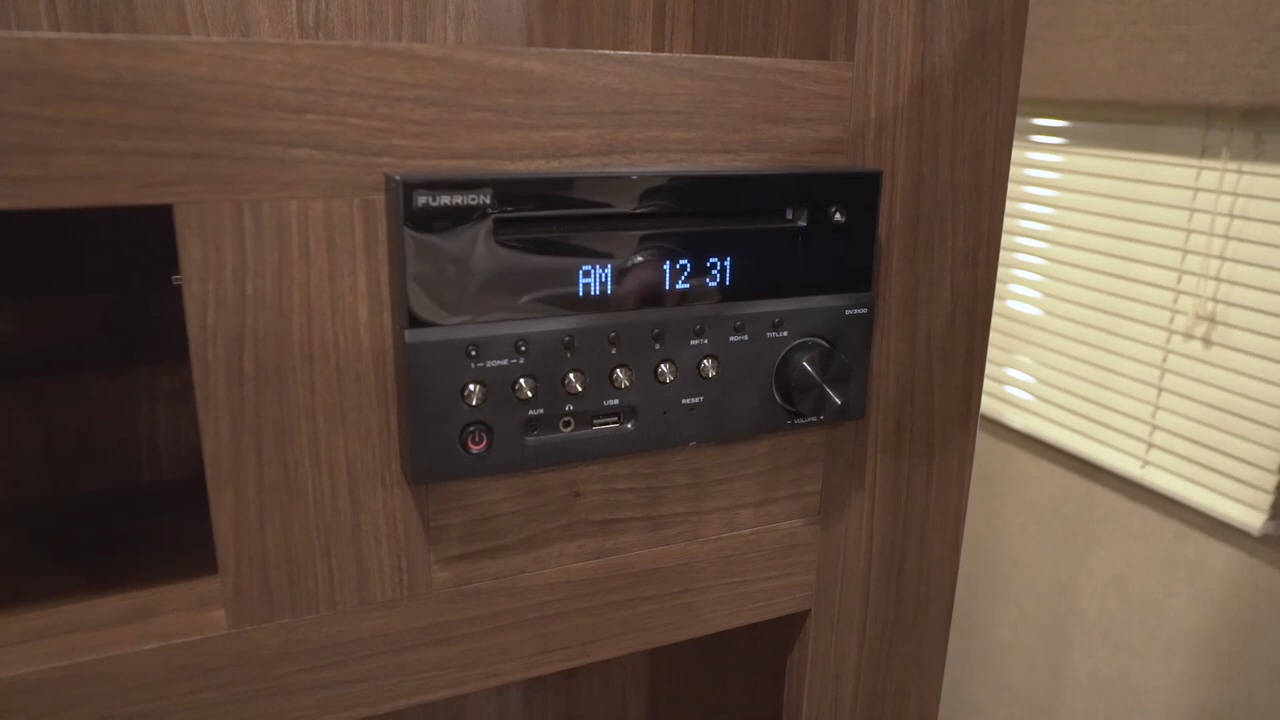 FURRION
AM 12 31
DV3100
1 — ZONE — 2
1 2 3 RPT4 RDM5 TITLE6
AUX USB RESET
- VOLUME +